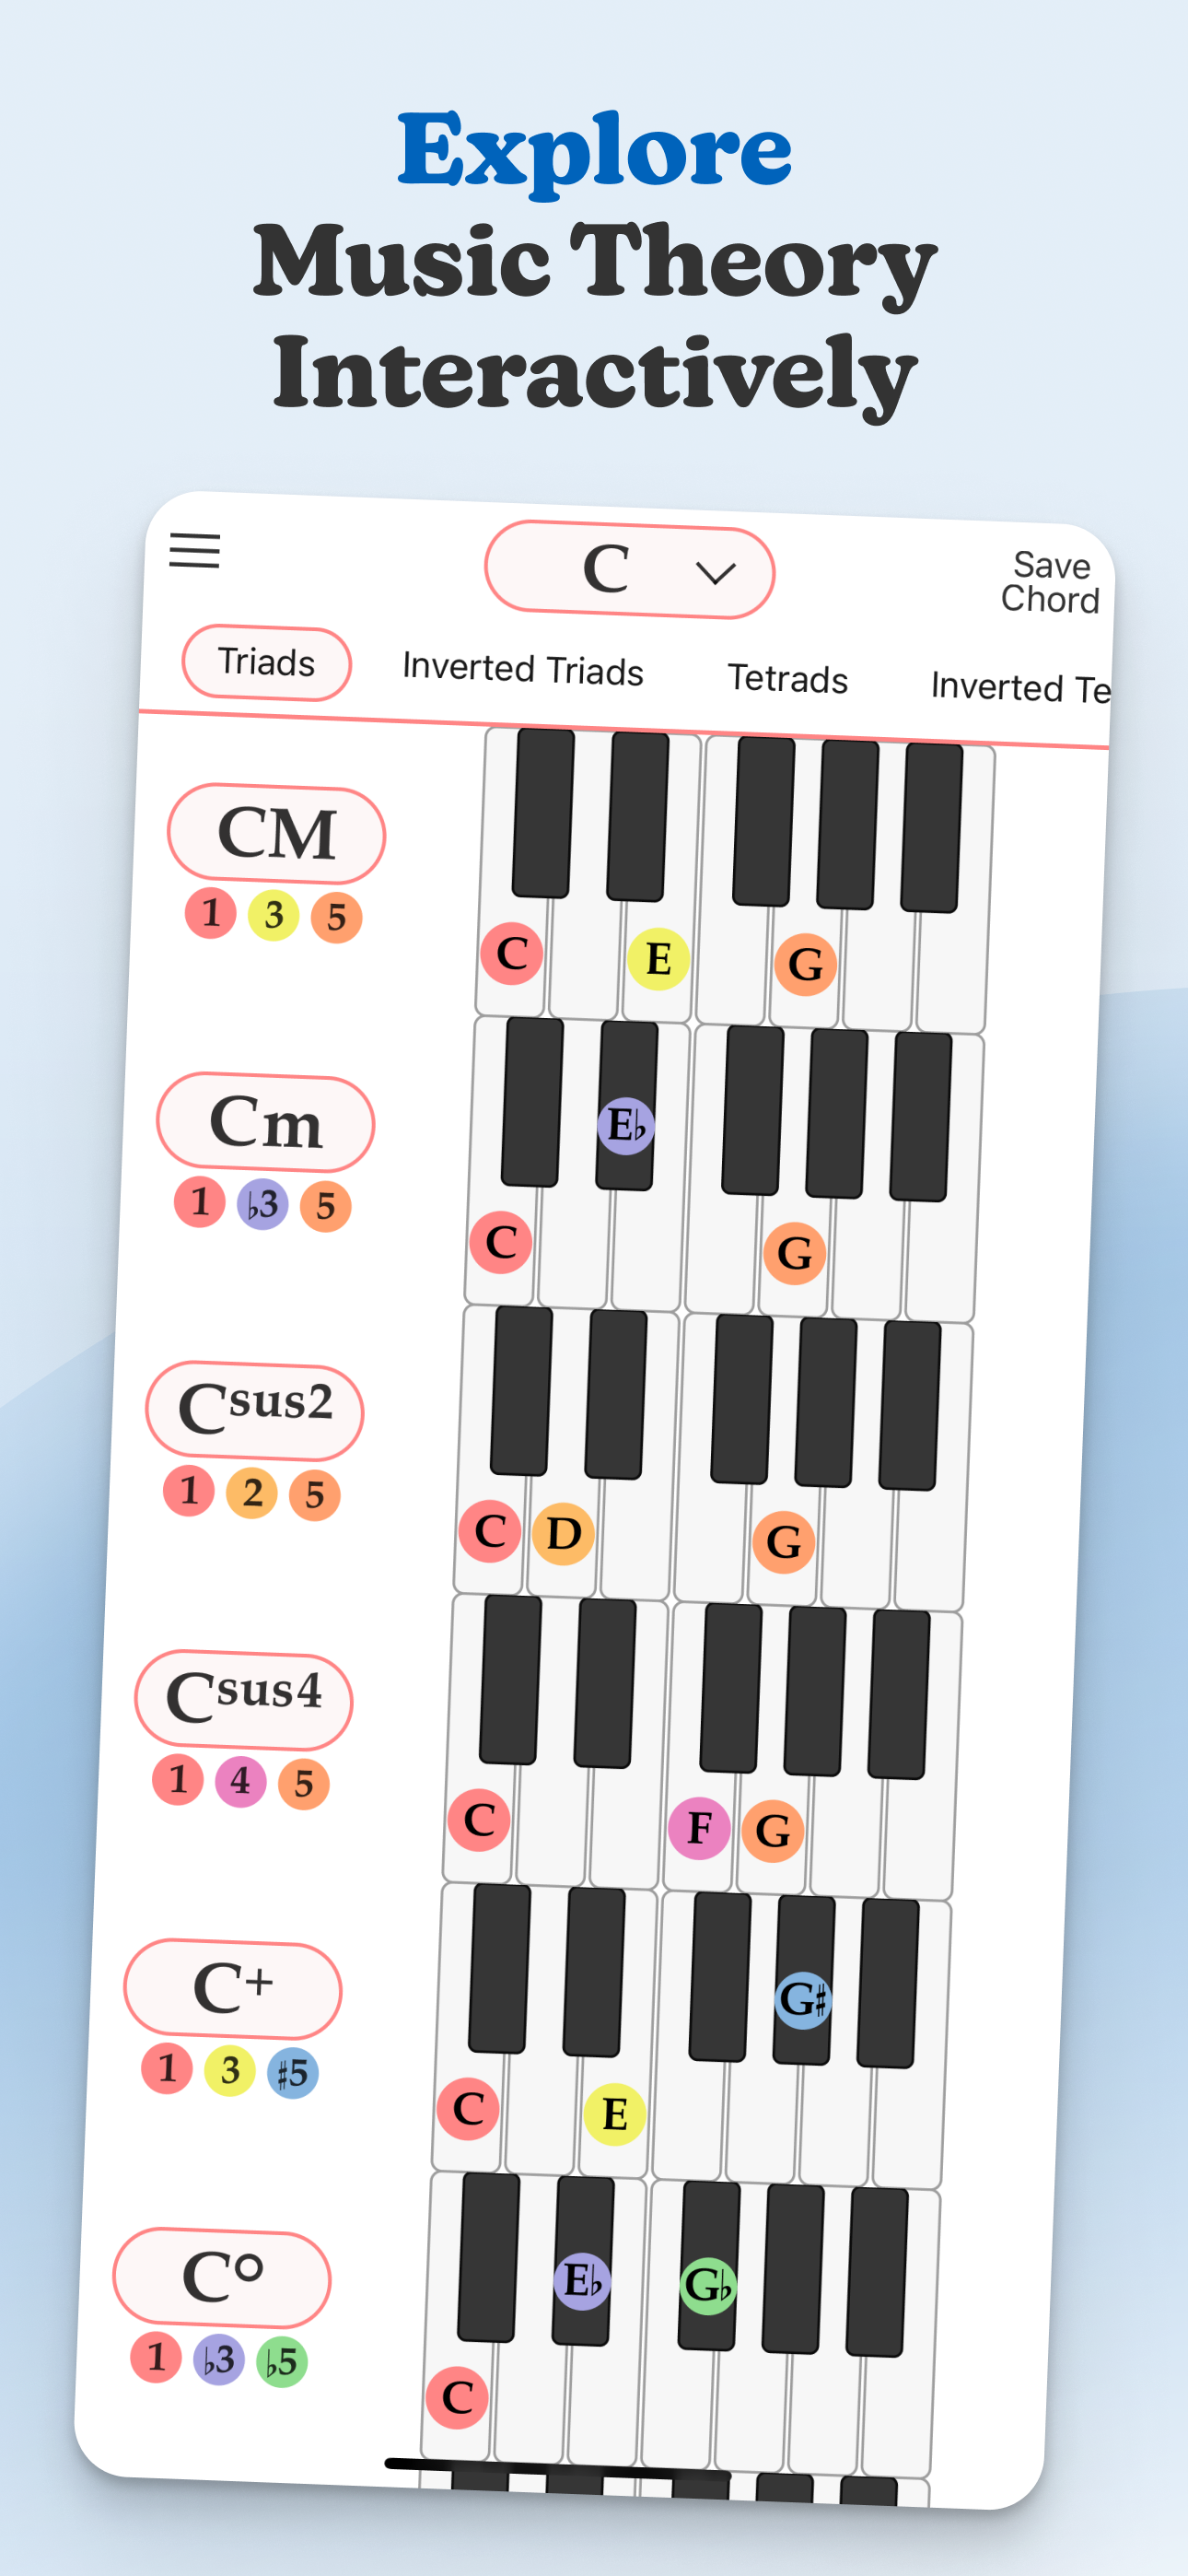 Explore
Music Theory
Interactively
C
Save
Chord
Triads Inverted Triads Tetrads Inverted Te
CM
1 3 5
C E G
Cm
1 ♭3 5
E♭
C G
Csus2
1 2 5
C D G
Csus4
1 4 5
C F G
C+
1 3 ♯5
G♯
C E
C°
1 ♭3 ♭5
E♭ G♭
C